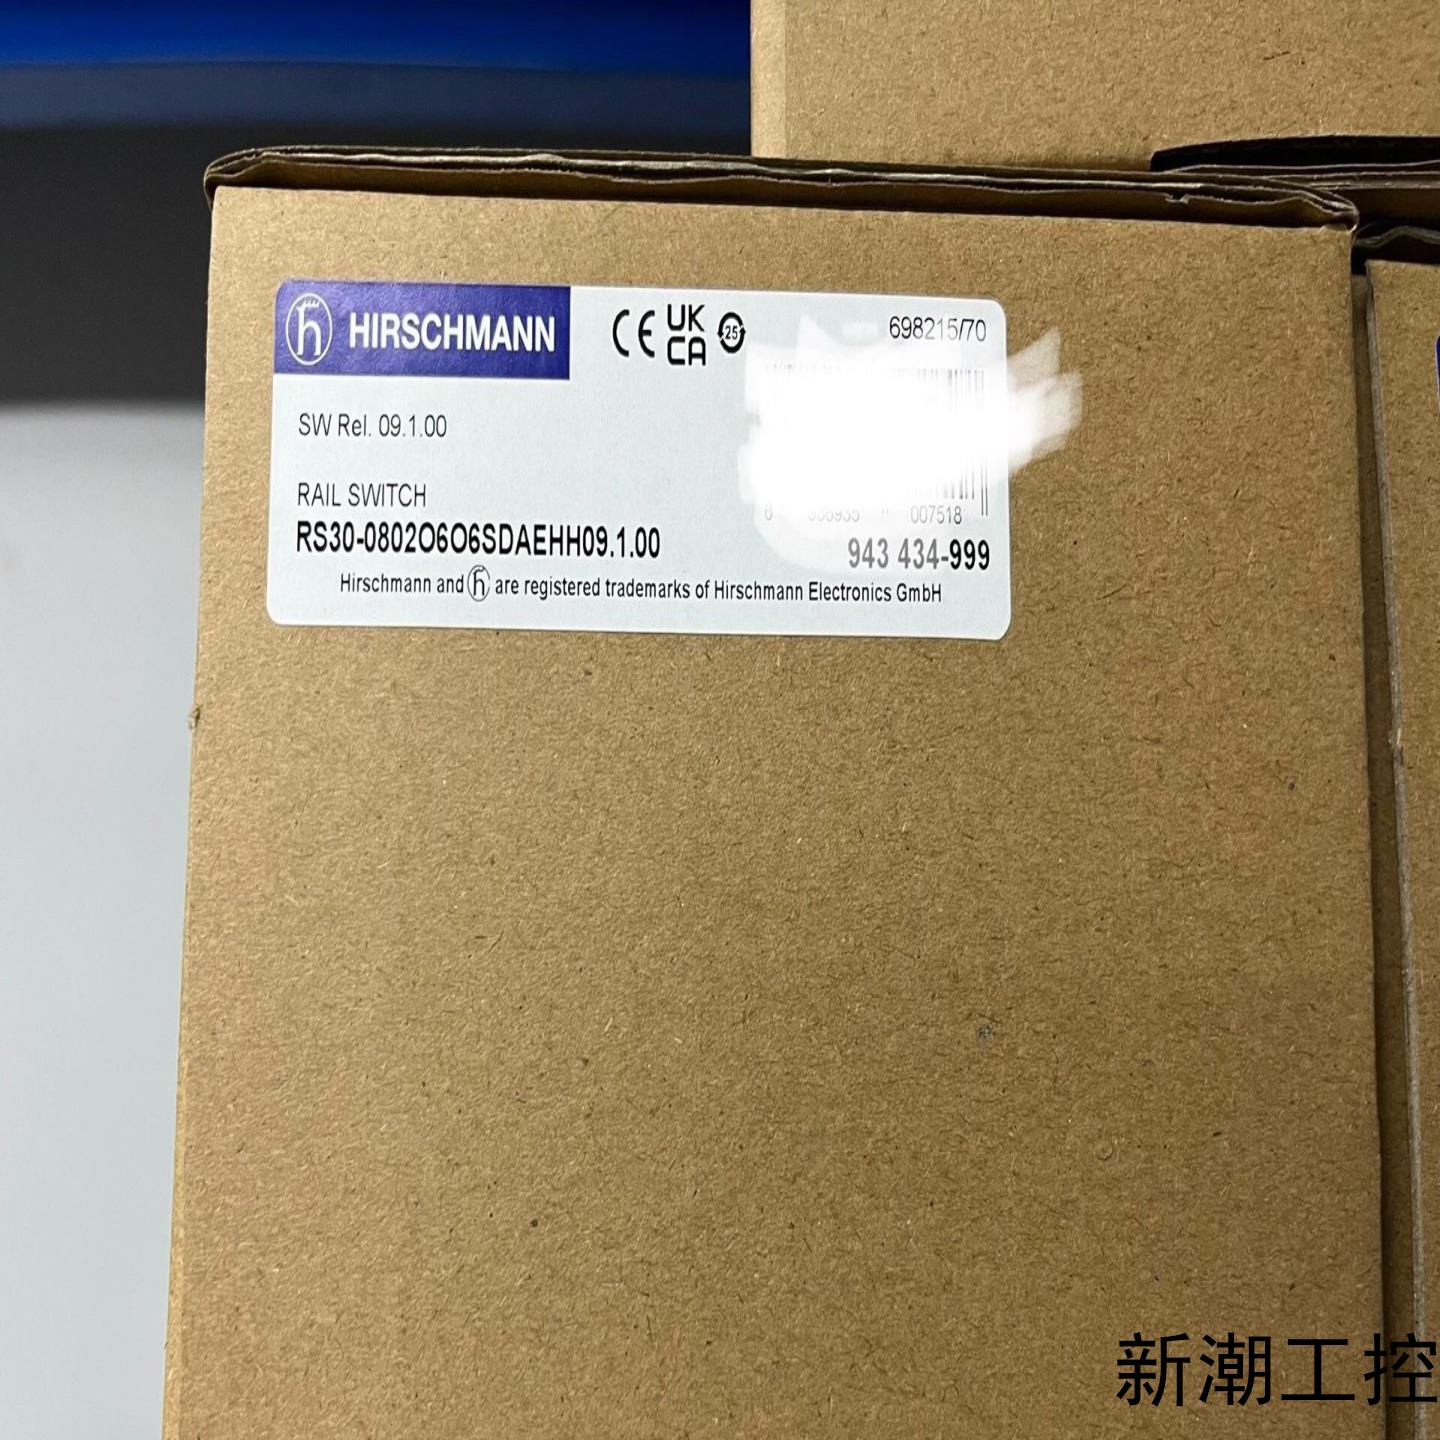 HIRSCHMANN
CE UK CA 25
698215/70
SW Rel. 09.1.00
RAIL SWITCH
RS30-0802O6O6SDAEHH09.1.00
007518
943 434-999
Hirschmann and h are registered trademarks of Hirschmann Electronics GmbH
新潮工控